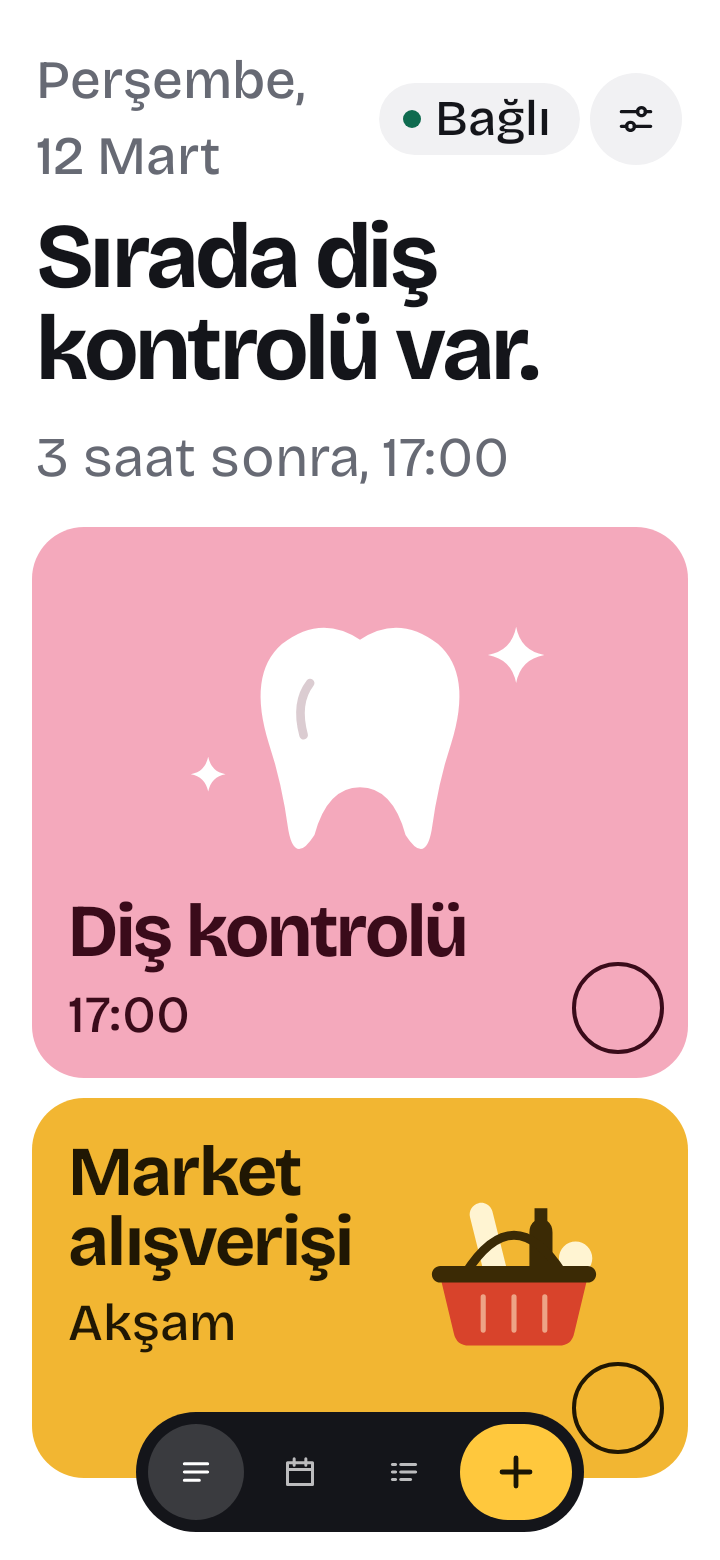 Perşembe,
12 Mart
Bağlı
Sırada diş
kontrolü var.
3 saat sonra, 17:00
Diş kontrolü
17:00
Market
alışverişi
Akşam